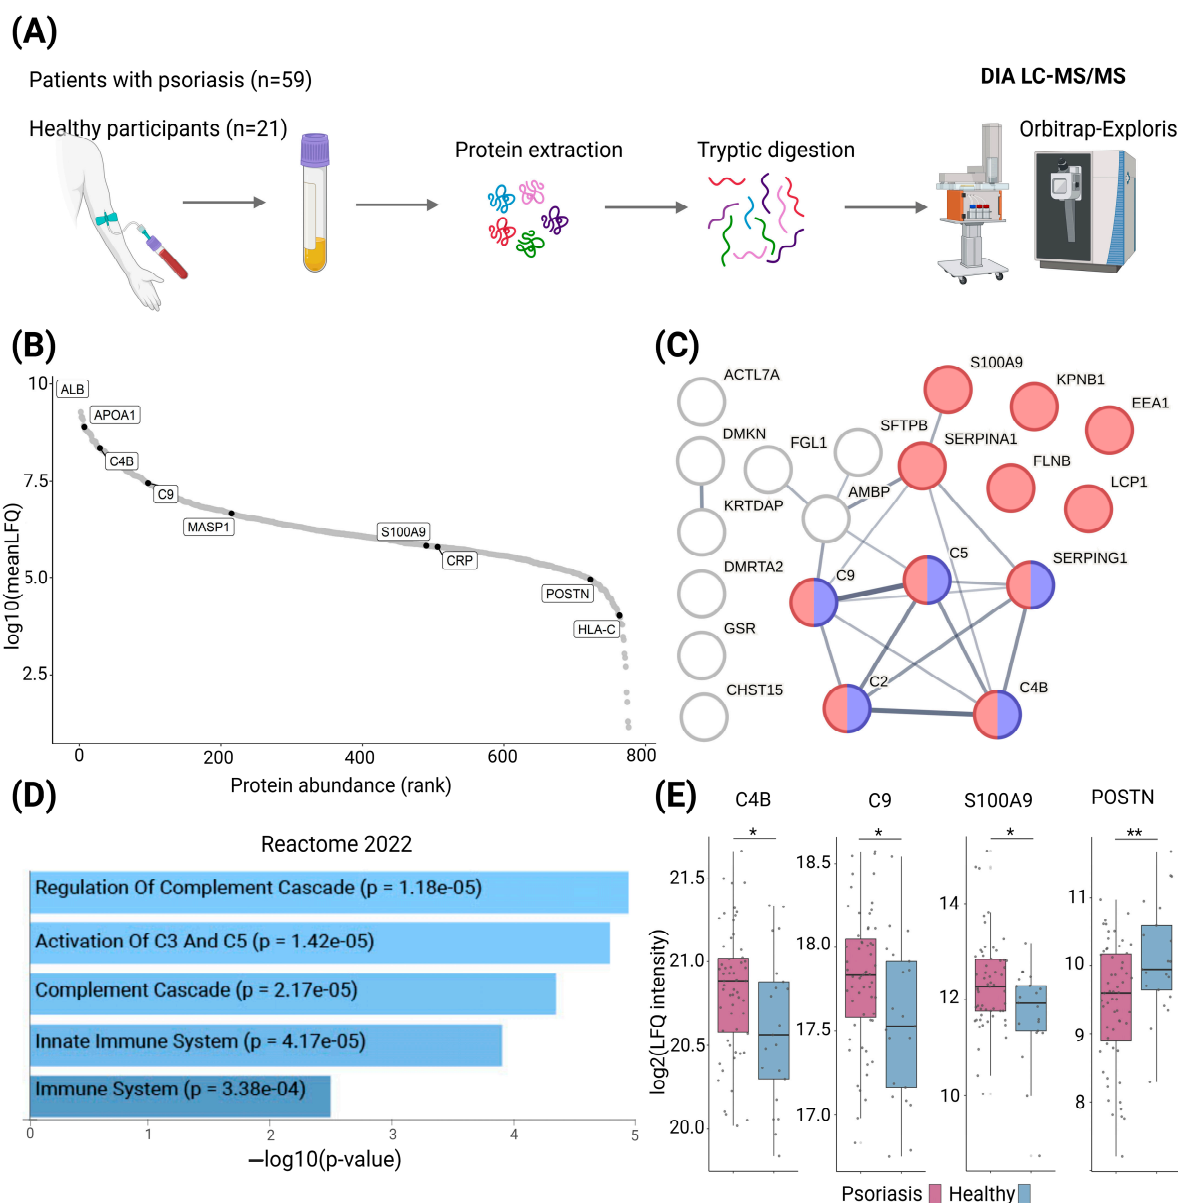 (A)
Patients with psoriasis (n=59)
Healthy participants (n=21)
Protein extraction
Tryptic digestion
DIA LC-MS/MS
Orbitrap-Exploris
(B)
log10(meanLFQ)
10
7.5
5.0
2.5
ALB
APOA1
C4B
C9
MASP1
S100A9
CRP
POSTN
HLA-C
0
200
400
600
800
Protein abundance (rank)
(C)
ACTL7A
S100A9
KPNB1
EEA1
DMKN
FGL1
SFTPB
SERPINA1
FLNB
LCP1
KRTDAP
AMBP
DMRTA2
C9
C5
SERPING1
GSR
CHST15
C2
C4B
(D)
Reactome 2022
Regulation Of Complement Cascade (p = 1.18e-05)
Activation Of C3 And C5 (p = 1.42e-05)
Complement Cascade (p = 2.17e-05)
Innate Immune System (p = 4.17e-05)
Immune System (p = 3.38e-04)
0 1 2 3 4 5
–log10(p-value)
(E)
log2(LFQ intensity)
C4B
*
21.5
21.0
20.5
20.0
C9
*
18.5
18.0
17.5
17.0
S100A9
*
14
12
10
POSTN
**
11
10
9
8
Psoriasis Healthy